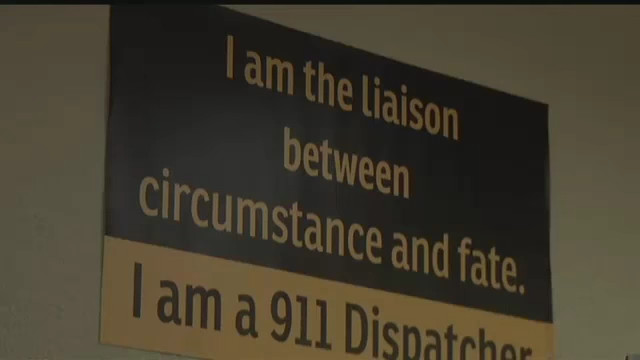 I am the liaison
between
circumstance and fate.
I am a 911 Dispatcher